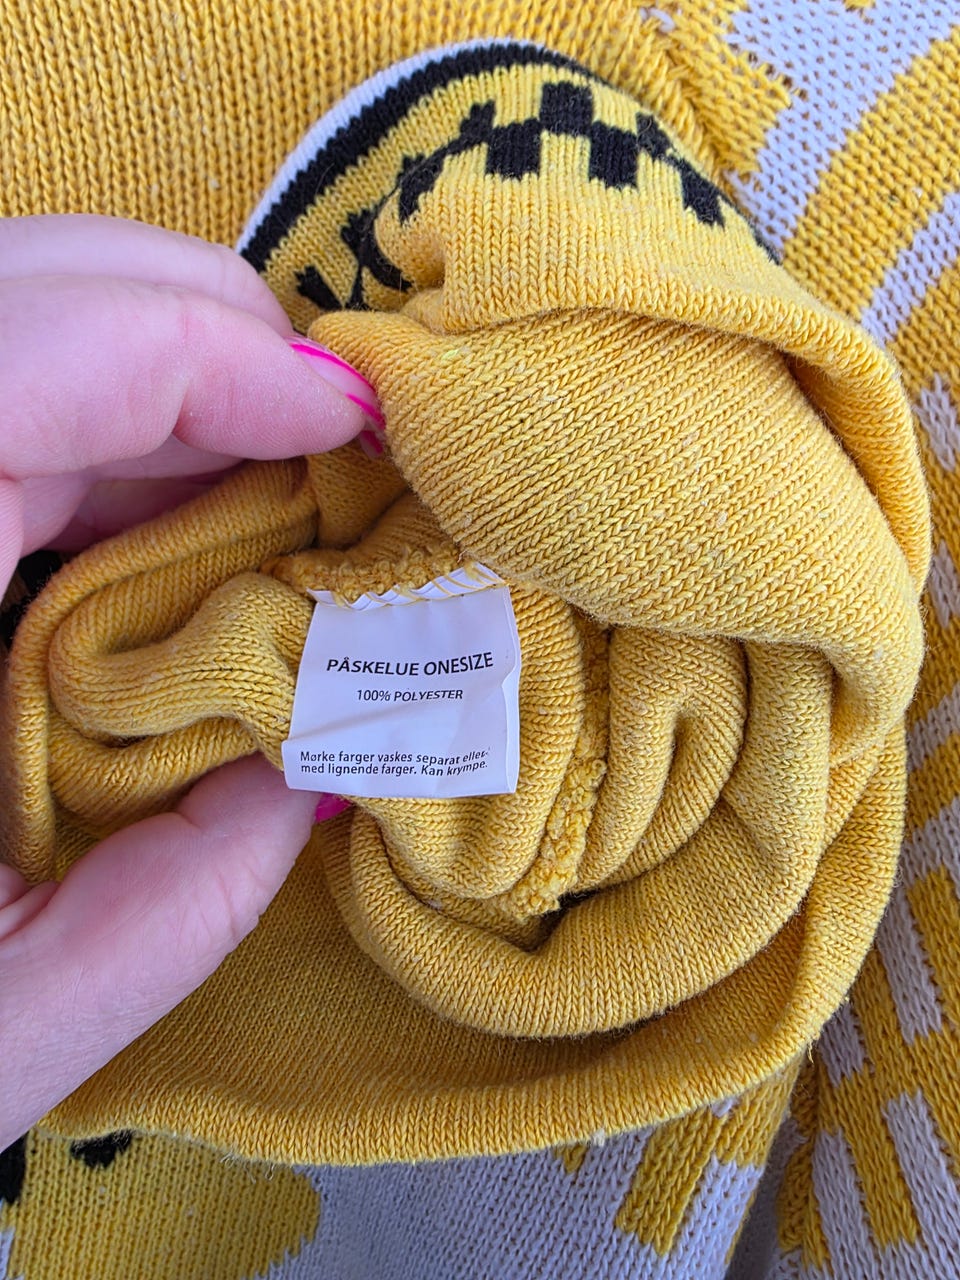 PÅSKELUE ONESIZE
100% POLYESTER
Mørke farger vaskes separat eller
med lignende farger. Kan krympe.